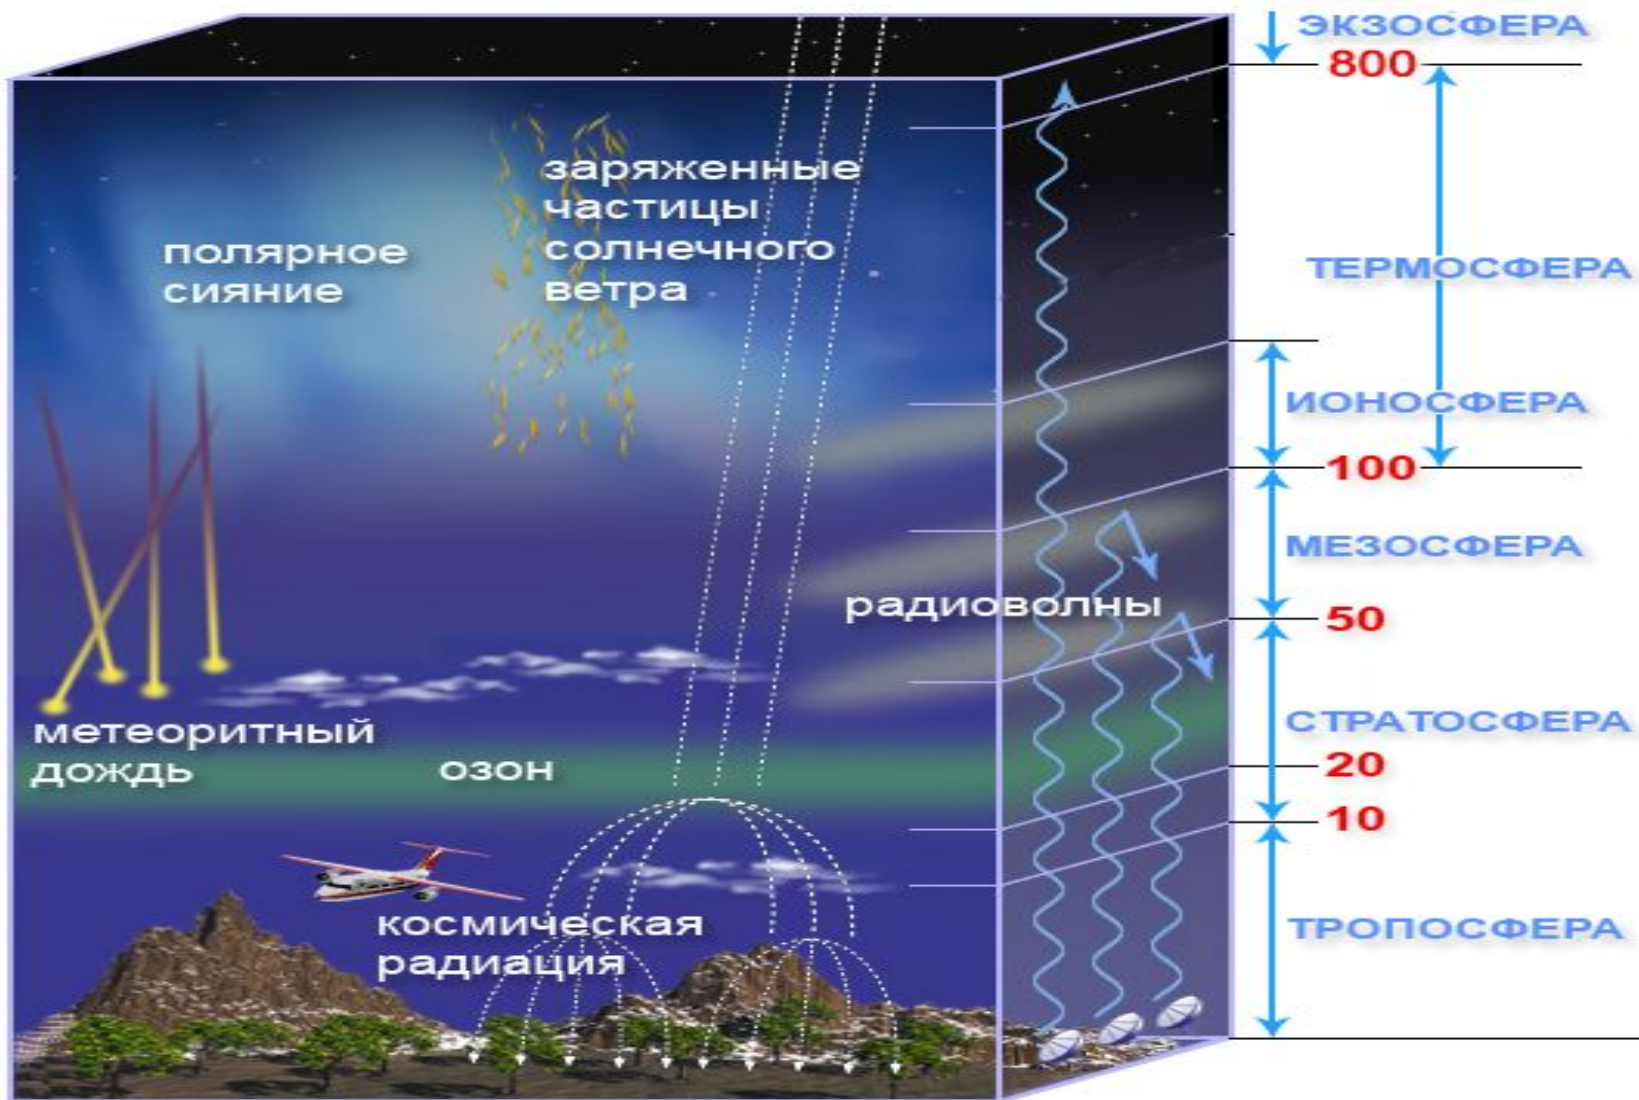 ЭКЗОСФЕРА
800
заряженные
частицы
солнечного
ветра
полярное
сияние
ТЕРМОСФЕРА
ИОНОСФЕРА
100
МЕЗОСФЕРА
радиоволны
50
метеоритный
дождь
озон
СТРАТОСФЕРА
20
10
космическая
радиация
ТРОПОСФЕРА